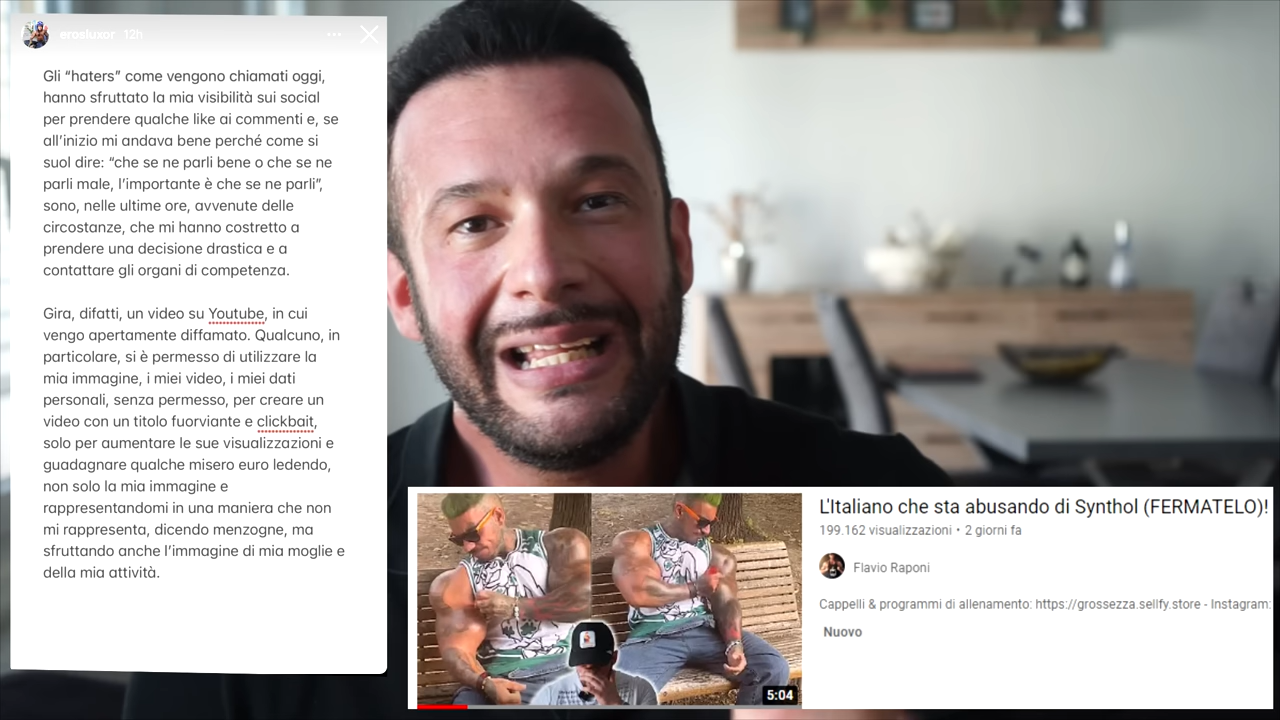 erosluxor 12h
Gli “haters” come vengono chiamati oggi,
hanno sfruttato la mia visibilità sui social
per prendere qualche like ai commenti e, se
all’inizio mi andava bene perché come si
suol dire: “che se ne parli bene o che se ne
parli male, l’importante è che se ne parli”,
sono, nelle ultime ore, avvenute delle
circostanze, che mi hanno costretto a
prendere una decisione drastica e a
contattare gli organi di competenza.
Gira, difatti, un video su Youtube, in cui
vengo apertamente diffamato. Qualcuno, in
particolare, si è permesso di utilizzare la
mia immagine, i miei video, i miei dati
personali, senza permesso, per creare un
video con un titolo fuorviante e clickbait,
solo per aumentare le sue visualizzazioni e
guadagnare qualche misero euro ledendo,
non solo la mia immagine e
rappresentandomi in una maniera che non
mi rappresenta, dicendo menzogne, ma
sfruttando anche l’immagine di mia moglie e
della mia attività.
L'Italiano che sta abusando di Synthol (FERMATELO)!
199.162 visualizzazioni • 2 giorni fa
Flavio Raponi
Cappelli & programmi di allenamento: https://grossezza.sellfy.store - Instagram:
Nuovo
5:04